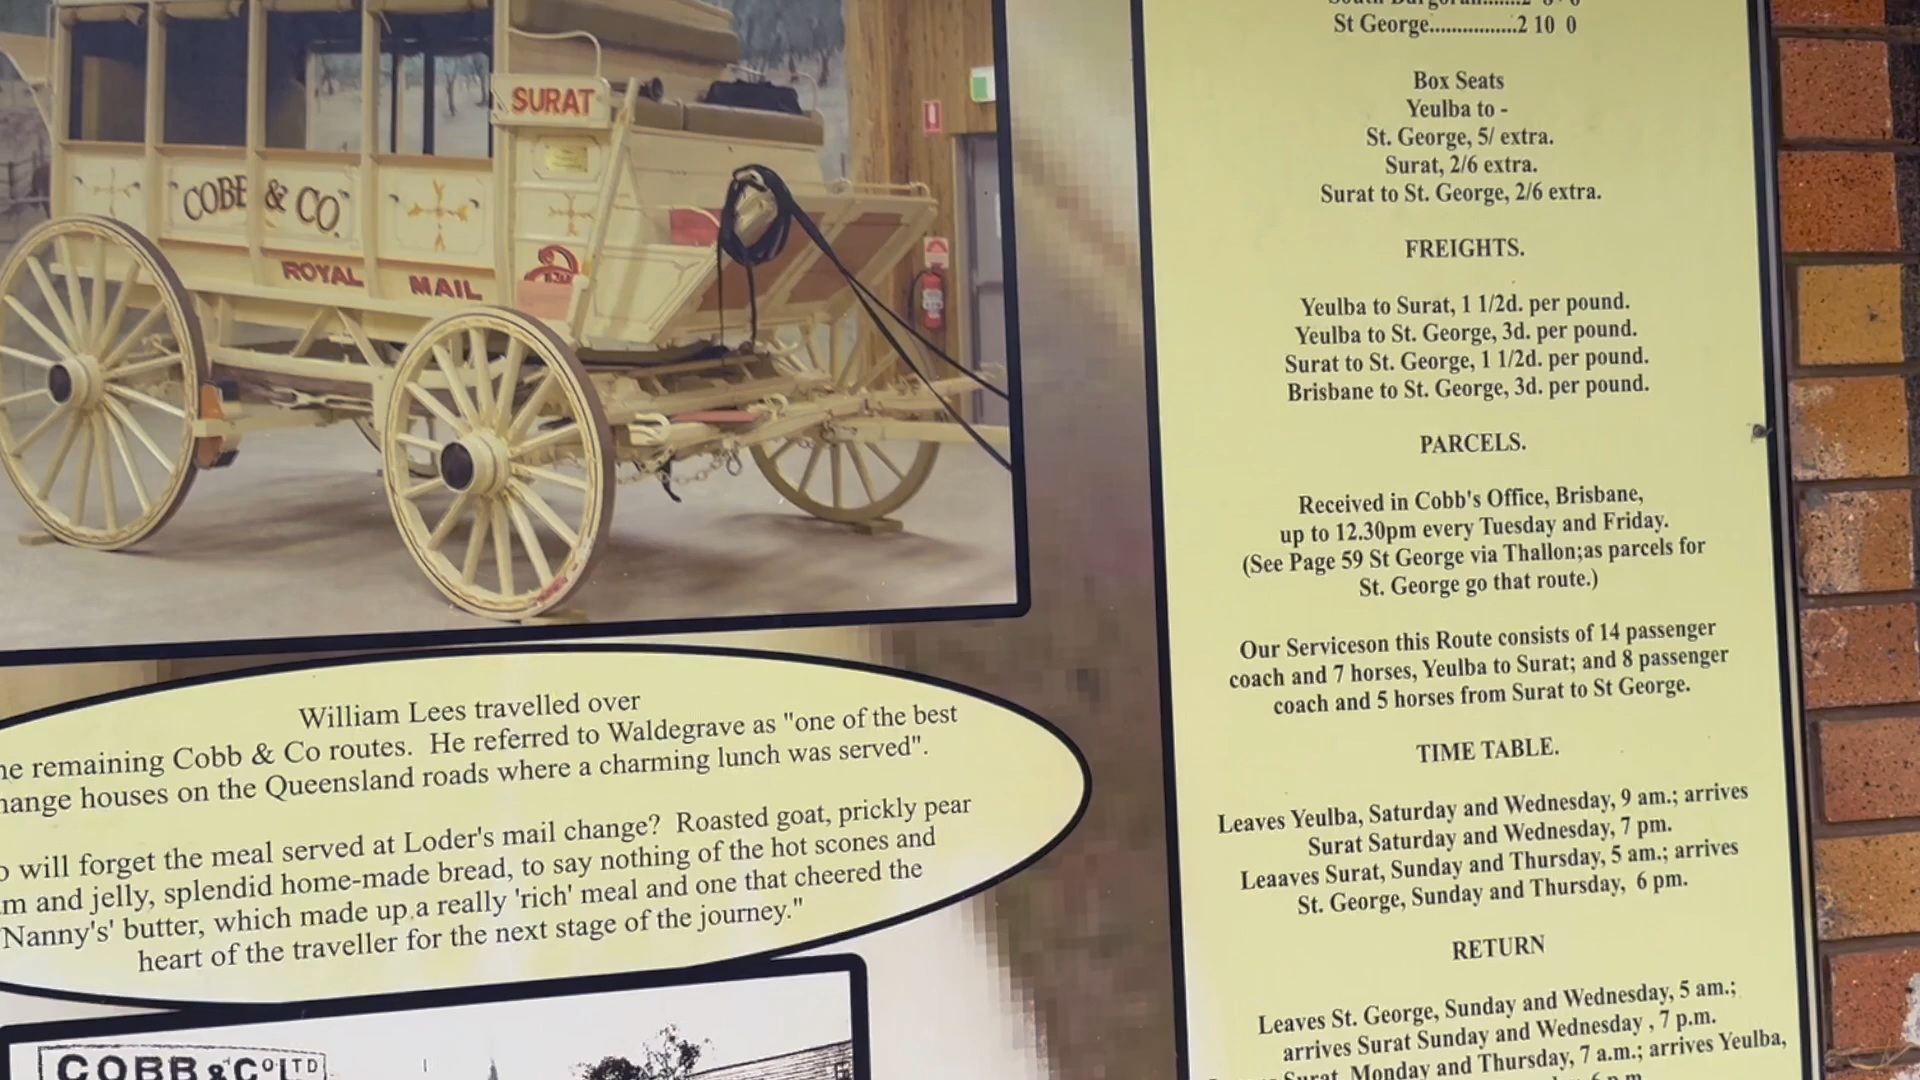 SURAT
"COBB & CO."
ROYAL MAIL
William Lees travelled over
remaining Cobb & Co routes. He referred to Waldegrave as "one of the best
houses on the Queensland roads where a charming lunch was served".
will forget the meal served at Loder's mail change? Roasted goat, prickly pear
and jelly, splendid home-made bread, to say nothing of the hot scones and
'Nanny's' butter, which made up a really 'rich' meal and one that cheered the
heart of the traveller for the next stage of the journey."
COBB & CO LTD
St George................2 10 0
Box Seats
Yeulba to -
St. George, 5/ extra.
Surat, 2/6 extra.
Surat to St. George, 2/6 extra.
FREIGHTS.
Yeulba to Surat, 1 1/2d. per pound.
Yeulba to St. George, 3d. per pound.
Surat to St. George, 1 1/2d. per pound.
Brisbane to St. George, 3d. per pound.
PARCELS.
Received in Cobb's Office, Brisbane,
up to 12.30pm every Tuesday and Friday.
(See Page 59 St George via Thallon;as parcels for
St. George go that route.)
Our Serviceson this Route consists of 14 passenger
coach and 7 horses, Yeulba to Surat; and 8 passenger
coach and 5 horses from Surat to St George.
TIME TABLE.
Leaves Yeulba, Saturday and Wednesday, 9 am.; arrives
Surat Saturday and Wednesday, 7 pm.
Leaaves Surat, Sunday and Thursday, 5 am.; arrives
St. George, Sunday and Thursday, 6 pm.
RETURN
Leaves St. George, Sunday and Wednesday, 5 am.;
arrives Surat Sunday and Wednesday , 7 p.m.
Surat, Monday and Thursday, 7 a.m.; arrives Yeulba,